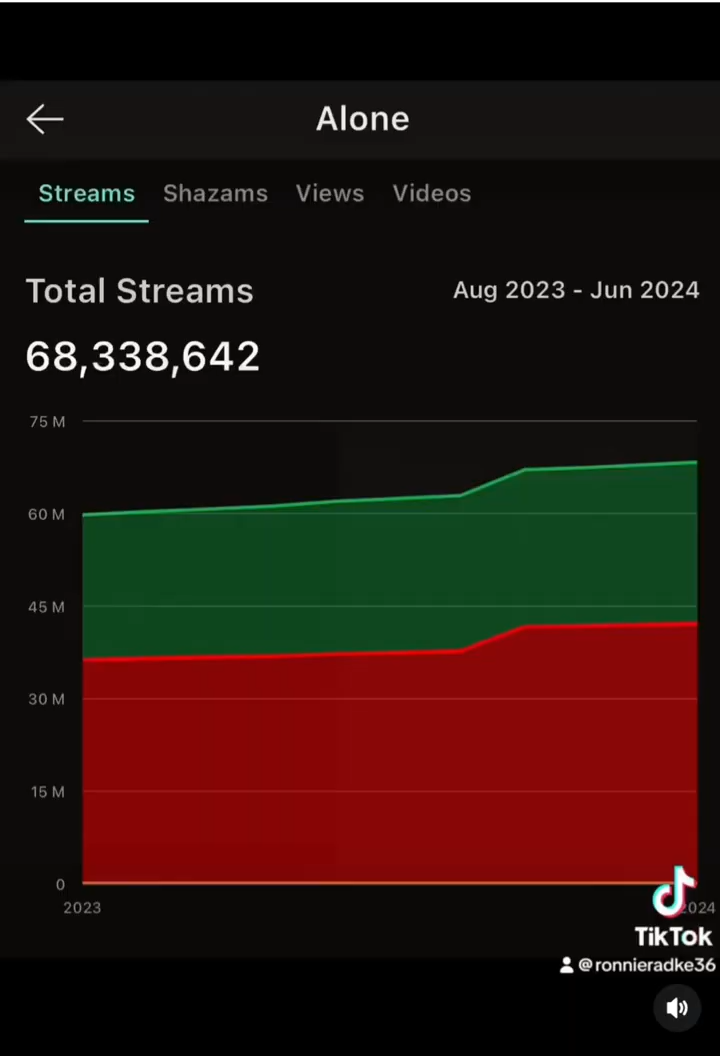 Alone
Streams Shazams Views Videos
Total Streams Aug 2023 - Jun 2024
68,338,642
75 M
60 M
45 M
30 M
15 M
0
2023 2024
TikTok
@ronnieradke36